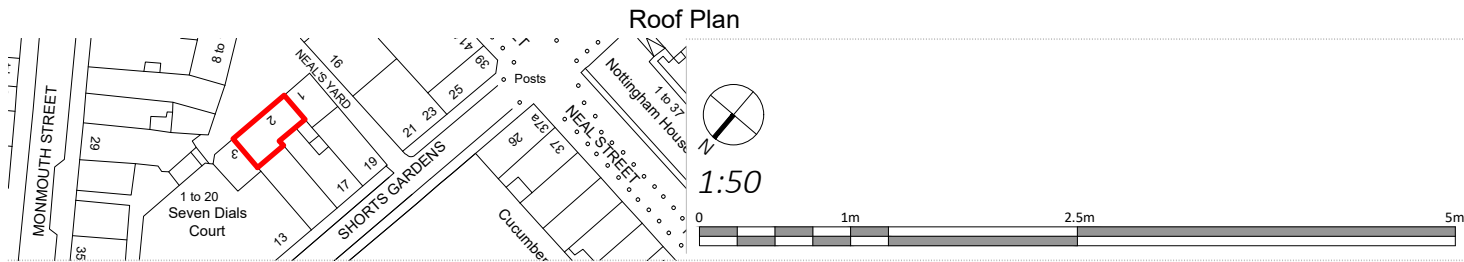 Roof Plan
MONMOUTH STREET
29
35
8 to
1
2
3
16
NEAL'S YARD
41
39
25
23
21
19
17
13
1 to 20
Seven Dials
Court
SHORTS GARDENS
Posts
Nottingham House
1 to 37
NEAL STREET
37a
37
26
Cucumber
N
1:50
0
1m
2.5m
5m